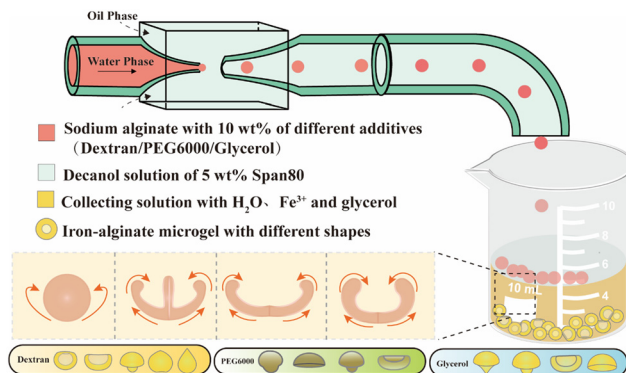 Oil Phase
Water Phase
Sodium alginate with 10 wt% of different additives
(Dextran/PEG6000/Glycerol)
Decanol solution of 5 wt% Span80
Collecting solution with H₂O、Fe³⁺ and glycerol
Iron-alginate microgel with different shapes
10
8
6
10 mL
4
Dextran
PEG6000
Glycerol